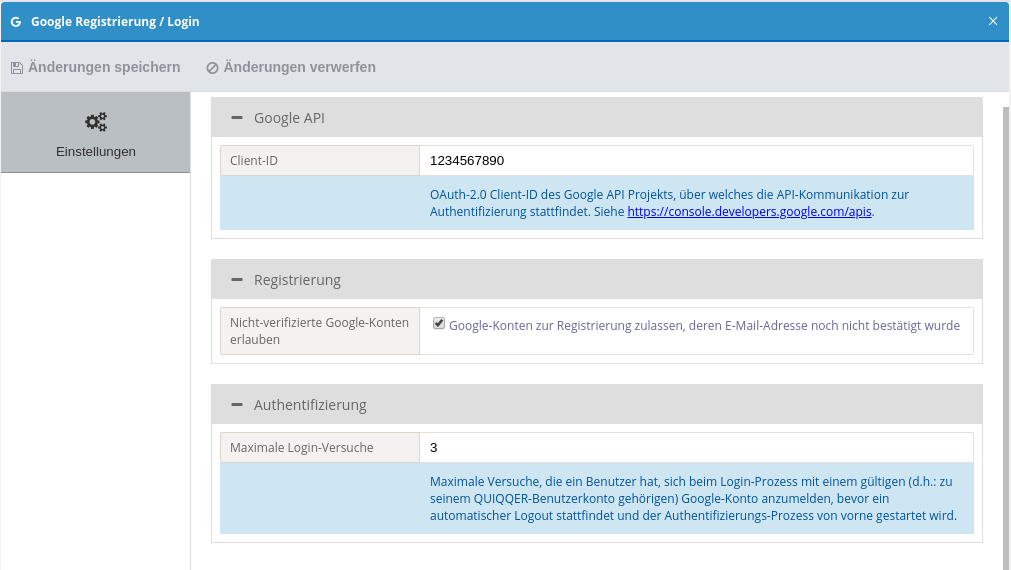 G Google Registrierung / Login ×
Änderungen speichern Änderungen verwerfen
Einstellungen
Google API
Client-ID 1234567890
OAuth-2.0 Client-ID des Google API Projekts, über welches die API-Kommunikation zur
Authentifizierung stattfindet. Siehe https://console.developers.google.com/apis.
Registrierung
Nicht-verifizierte Google-Konten
erlauben
Google-Konten zur Registrierung zulassen, deren E-Mail-Adresse noch nicht bestätigt wurde
Authentifizierung
Maximale Login-Versuche 3
Maximale Versuche, die ein Benutzer hat, sich beim Login-Prozess mit einem gültigen (d.h.: zu
seinem QUIQQER-Benutzerkonto gehörigen) Google-Konto anzumelden, bevor ein
automatischer Logout stattfindet und der Authentifizierungs-Prozess von vorne gestartet wird.